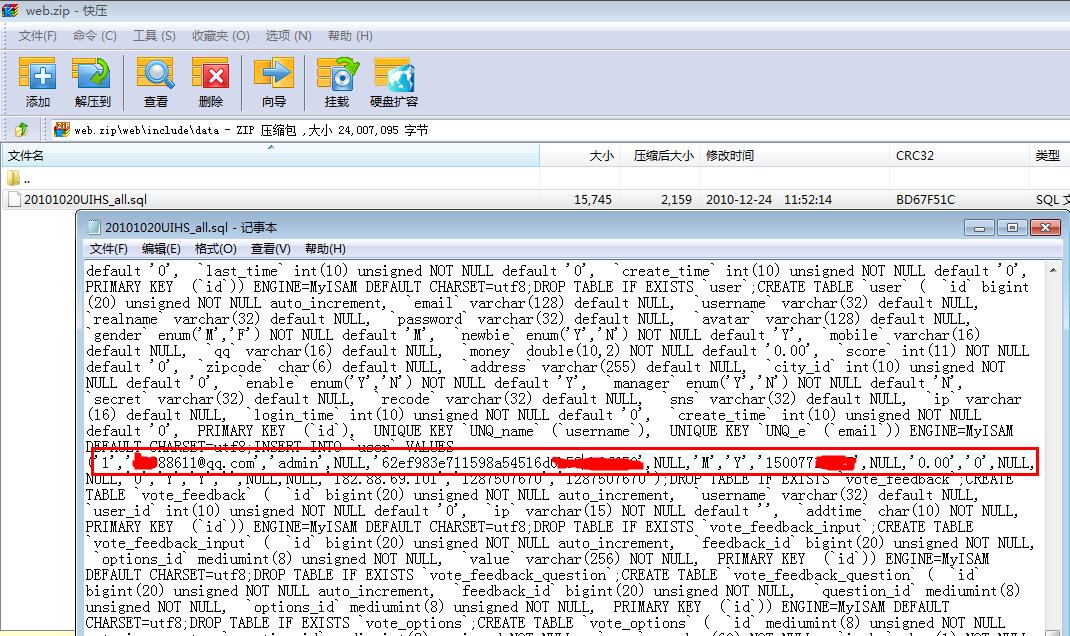 web.zip - 快压
文件(F) 命令 (C) 工具 (S) 收藏夹 (O) 选项 (N) 帮助 (H)
添加 解压到 查看 删除 向导 挂载 硬盘扩容
web.zip\web\include\data - ZIP 压缩包 ,大小 24,007,095 字节
文件名 大小 压缩后大小 修改时间 CRC32 类型
..
20101020UIHS_all.sql 15,745 2,159 2010-12-24 11:52:14 BD67F51C SQL 文
20101020UIHS_all.sql - 记事本
文件(F) 编辑(E) 格式(O) 查看(V) 帮助(H)
default '0', `last_time` int(10) unsigned NOT NULL default '0', `create_time` int(10) unsigned NOT NULL default '0',
PRIMARY KEY (`id`)) ENGINE=MyISAM DEFAULT CHARSET=utf8;DROP TABLE IF EXISTS `user`;CREATE TABLE `user` ( `id` bigint
(20) unsigned NOT NULL auto_increment, `email` varchar(128) default NULL, `username` varchar(32) default NULL,
`realname` varchar(32) default NULL, `password` varchar(32) default NULL, `avatar` varchar(128) default NULL,
`gender` enum('M','F') NOT NULL default 'M', `newbie` enum('Y','N') NOT NULL default 'Y', `mobile` varchar(16)
default NULL, `qq` varchar(16) default NULL, `money` double(10,2) NOT NULL default '0.00', `score` int(11) NOT NULL
default '0', `zipcode` char(6) default NULL, `address` varchar(255) default NULL, `city_id` int(10) unsigned NOT
NULL default '0', `enable` enum('Y','N') NOT NULL default 'Y', `manager` enum('Y','N') NOT NULL default 'N',
`secret` varchar(32) default NULL, `recode` varchar(32) default NULL, `sns` varchar(32) default NULL, `ip` varchar
(16) default NULL, `login_time` int(10) unsigned NOT NULL default '0', `create_time` int(10) unsigned NOT NULL
default '0', PRIMARY KEY (`id`), UNIQUE KEY `UNQ_name` (`username`), UNIQUE KEY `UNQ_e` (`email`)) ENGINE=MyISAM
DEFAULT CHARSET=utf8;INSERT INTO `user` VALUES
('1','88611@qq.com','admin',NULL,'62ef983e711598a54516d',NULL,'M','Y','150077',NULL,'0.00','0',NULL,
NULL,'0','Y','Y','',NULL,NULL,'182.88.69.101','1287507670','1287507670');DROP TABLE IF EXISTS `vote_feedback`;CREATE
TABLE `vote_feedback` ( `id` bigint(20) unsigned NOT NULL auto_increment, `username` varchar(32) default NULL,
`user_id` int(10) unsigned NOT NULL default '0', `ip` varchar(15) NOT NULL default '', `addtime` char(10) NOT NULL,
PRIMARY KEY (`id`)) ENGINE=MyISAM DEFAULT CHARSET=utf8;DROP TABLE IF EXISTS `vote_feedback_input`;CREATE TABLE
`vote_feedback_input` ( `id` bigint(20) unsigned NOT NULL auto_increment, `feedback_id` bigint(20) unsigned NOT NULL,
`options_id` mediumint(8) unsigned NOT NULL, `value` varchar(256) NOT NULL, PRIMARY KEY (`id`)) ENGINE=MyISAM
DEFAULT CHARSET=utf8;DROP TABLE IF EXISTS `vote_feedback_question`;CREATE TABLE `vote_feedback_question` ( `id`
bigint(20) unsigned NOT NULL auto_increment, `feedback_id` bigint(20) unsigned NOT NULL, `question_id` mediumint(8)
unsigned NOT NULL, `options_id` mediumint(8) unsigned NOT NULL, PRIMARY KEY (`id`)) ENGINE=MyISAM DEFAULT
CHARSET=utf8;DROP TABLE IF EXISTS `vote_options`;CREATE TABLE `vote_options` ( `id` mediumint(8) unsigned NOT NULL